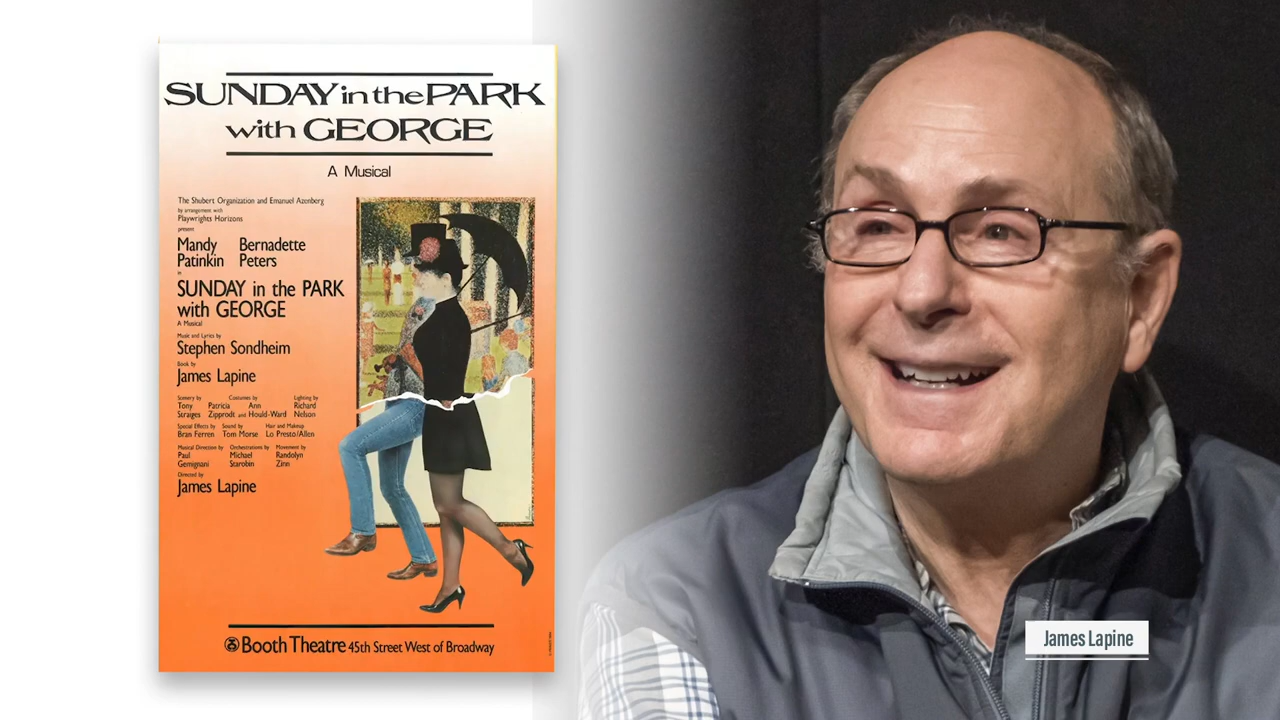 SUNDAY in the PARK
with GEORGE
A Musical
The Shubert Organization and Emanuel Azenberg
by arrangement with
Playwrights Horizons
present
Mandy Bernadette
Patinkin Peters
in
SUNDAY in the PARK
with GEORGE
A Musical
Music and Lyrics by
Stephen Sondheim
Book by
James Lapine
Scenery by Costumes by Lighting by
Tony Patricia Ann Richard
Straiges Zipprodt and Hould-Ward Nelson
Special Effects by Sound by Hair and Makeup
Bran Ferren Tom Morse Lo Presto/Allen
Musical Direction by Orchestrations by Movement by
Paul Michael Randolyn
Gemignani Starobin Zinn
Directed by
James Lapine
Booth Theatre 45th Street West of Broadway
James Lapine